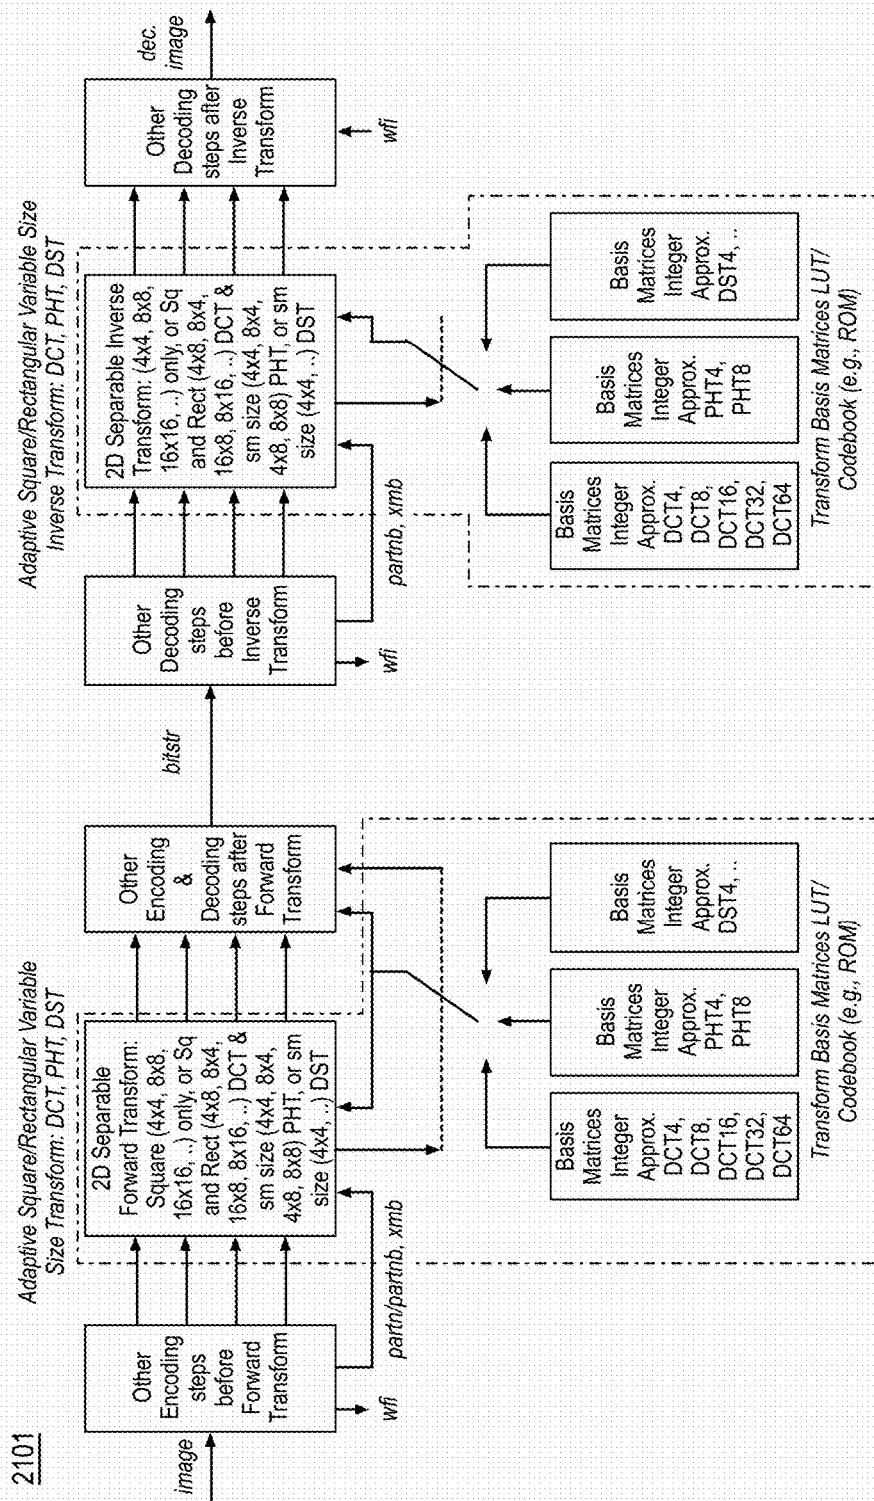 2101
image
Other
Encoding
steps
before
Forward
Transform
wfi
partn/partnb, xmb
Adaptive Square/Rectangular Variable
Size Transform: DCT, PHT, DST
2D Separable
Forward Transform:
Square (4x4, 8x8,
16x16, ..) only, or Sq
and Rect (4x8, 8x4,
16x8, 8x16, ..) DCT &
sm size (4x4, 8x4,
4x8, 8x8) PHT, or sm
size (4x4, ..) DST
Other
Encoding
&
Decoding
steps after
Forward
Transform
Basis
Matrices
Integer
Approx.
DCT4,
DCT8,
DCT16,
DCT32,
DCT64
Basis
Matrices
Integer
Approx.
PHT4,
PHT8
Basis
Matrices
Integer
Approx.
DST4, ..
Transform Basis Matrices LUT/
Codebook (e.g., ROM)
bitstr
Other
Decoding
steps
before
Inverse
Transform
wfi
partnb, xmb
Adaptive Square/Rectangular Variable Size
Inverse Transform: DCT, PHT, DST
2D Separable Inverse
Transform: (4x4, 8x8,
16x16, ..) only, or Sq
and Rect (4x8, 8x4,
16x8, 8x16, ..) DCT &
sm size (4x4, 8x4,
4x8, 8x8) PHT, or sm
size (4x4, ..) DST
Other
Decoding
steps after
Inverse
Transform
wfi
dec.
image
Basis
Matrices
Integer
Approx.
DCT4,
DCT8,
DCT16,
DCT32,
DCT64
Basis
Matrices
Integer
Approx.
PHT4,
PHT8
Basis
Matrices
Integer
Approx.
DST4, ..
Transform Basis Matrices LUT/
Codebook (e.g., ROM)